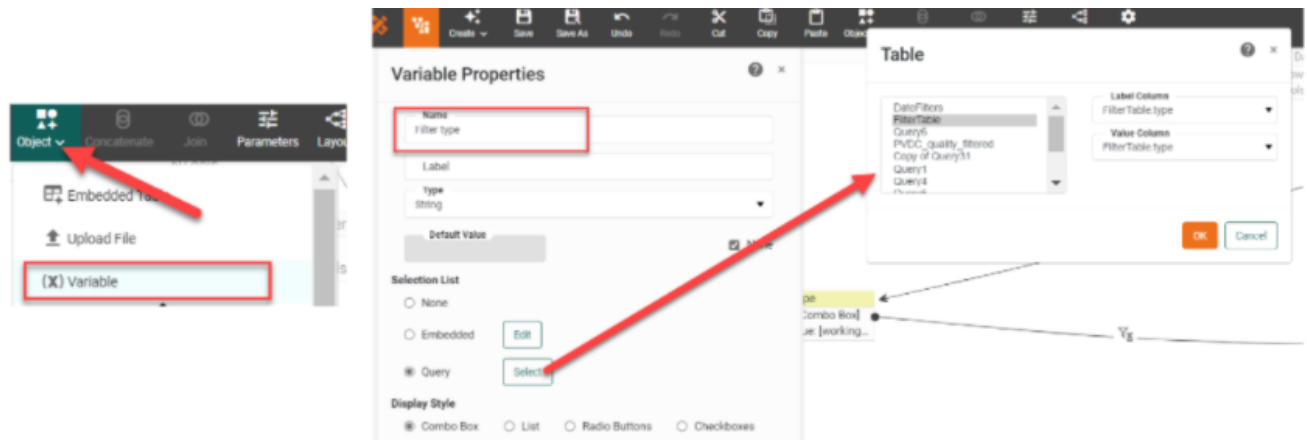 Object
Concatenate
Join
Parameters
Embedded
Upload File
(X) Variable
Create
Save
Save As
Undo
Redo
Cut
Copy
Paste
Variable Properties
Name
Filter type
Label
Type
String
Default Value
Selection List
None
Embedded
Edit
Query
Select
Display Style
Combo Box
List
Radio Buttons
Checkboxes
Table
DateFilters
FilterTable
Query6
PVDC_quality_filtered
Copy of Query31
Query1
Query4
Label Column
FilterTable.type
Value Column
FilterTable.type
OK
Cancel
Combo Box]
[working...